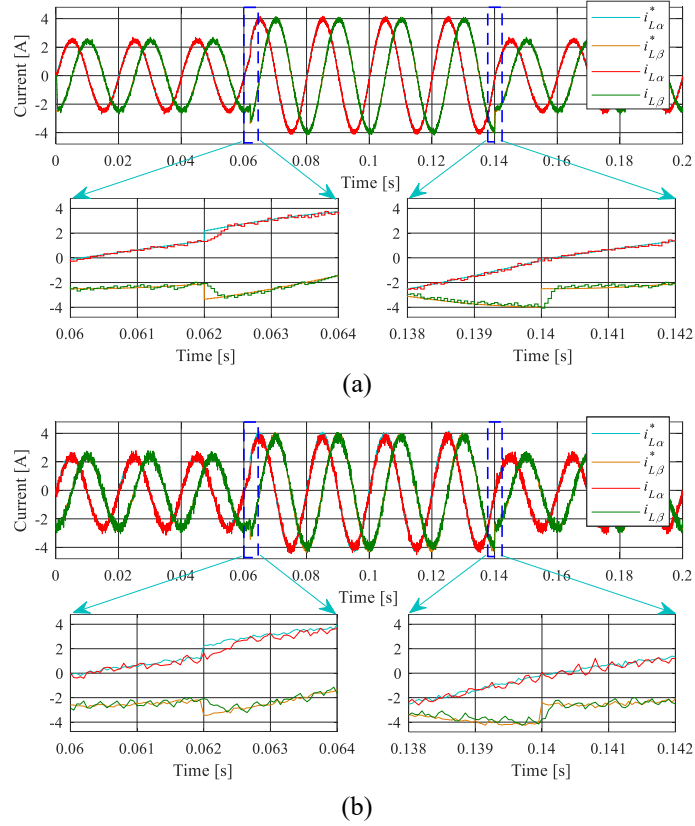 4
2
0
-2
-4
Current [A]
0 0.02 0.04 0.06 0.08 0.1 0.12 0.14 0.16 0.18 0.2
Time [s]
i*Lα
i*Lβ
iLα
iLβ
4
2
0
-2
-4
0.06 0.061 0.062 0.063 0.064
Time [s]
4
2
0
-2
-4
0.138 0.139 0.14 0.141 0.142
Time [s]
(a)
4
2
0
-2
-4
Current [A]
0 0.02 0.04 0.06 0.08 0.1 0.12 0.14 0.16 0.18 0.2
Time [s]
i*Lα
i*Lβ
iLα
iLβ
4
2
0
-2
-4
0.06 0.061 0.062 0.063 0.064
Time [s]
4
2
0
-2
-4
0.138 0.139 0.14 0.141 0.142
Time [s]
(b)